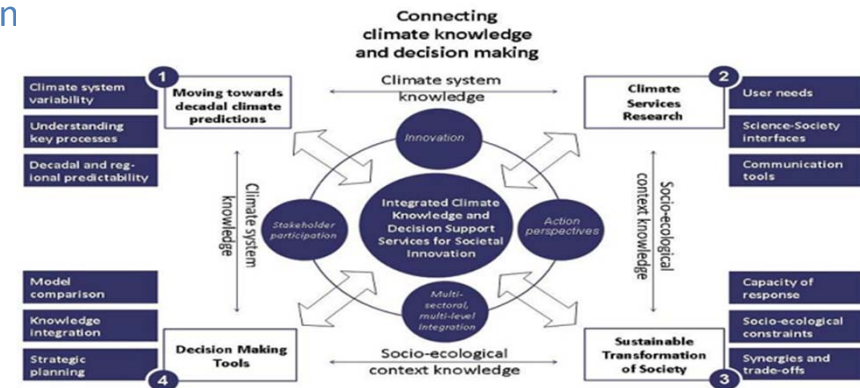 n
Connecting
climate knowledge
and decision making
1
Climate system
variability
Understanding
key processes
Decadal and reg-
ional predictability
Moving towards
decadal climate
predictions
Climate system
knowledge
2
Climate
Services
Research
User needs
Science-Society
interfaces
Communication
tools
Innovation
Climate system
knowledge
Stakeholder
participation
Integrated Climate
Knowledge and
Decision Support
Services for Societal
Innovation
Action
perspectives
Socio-ecological
context knowledge
Multi-
sectoral,
multi-level
Integration
Model
comparison
Knowledge
integration
Strategic
planning
4
Decision Making
Tools
Socio-ecological
context knowledge
Sustainable
Transformation
of Society
3
Capacity of
response
Socio-ecological
constraints
Synergies and
trade-offs